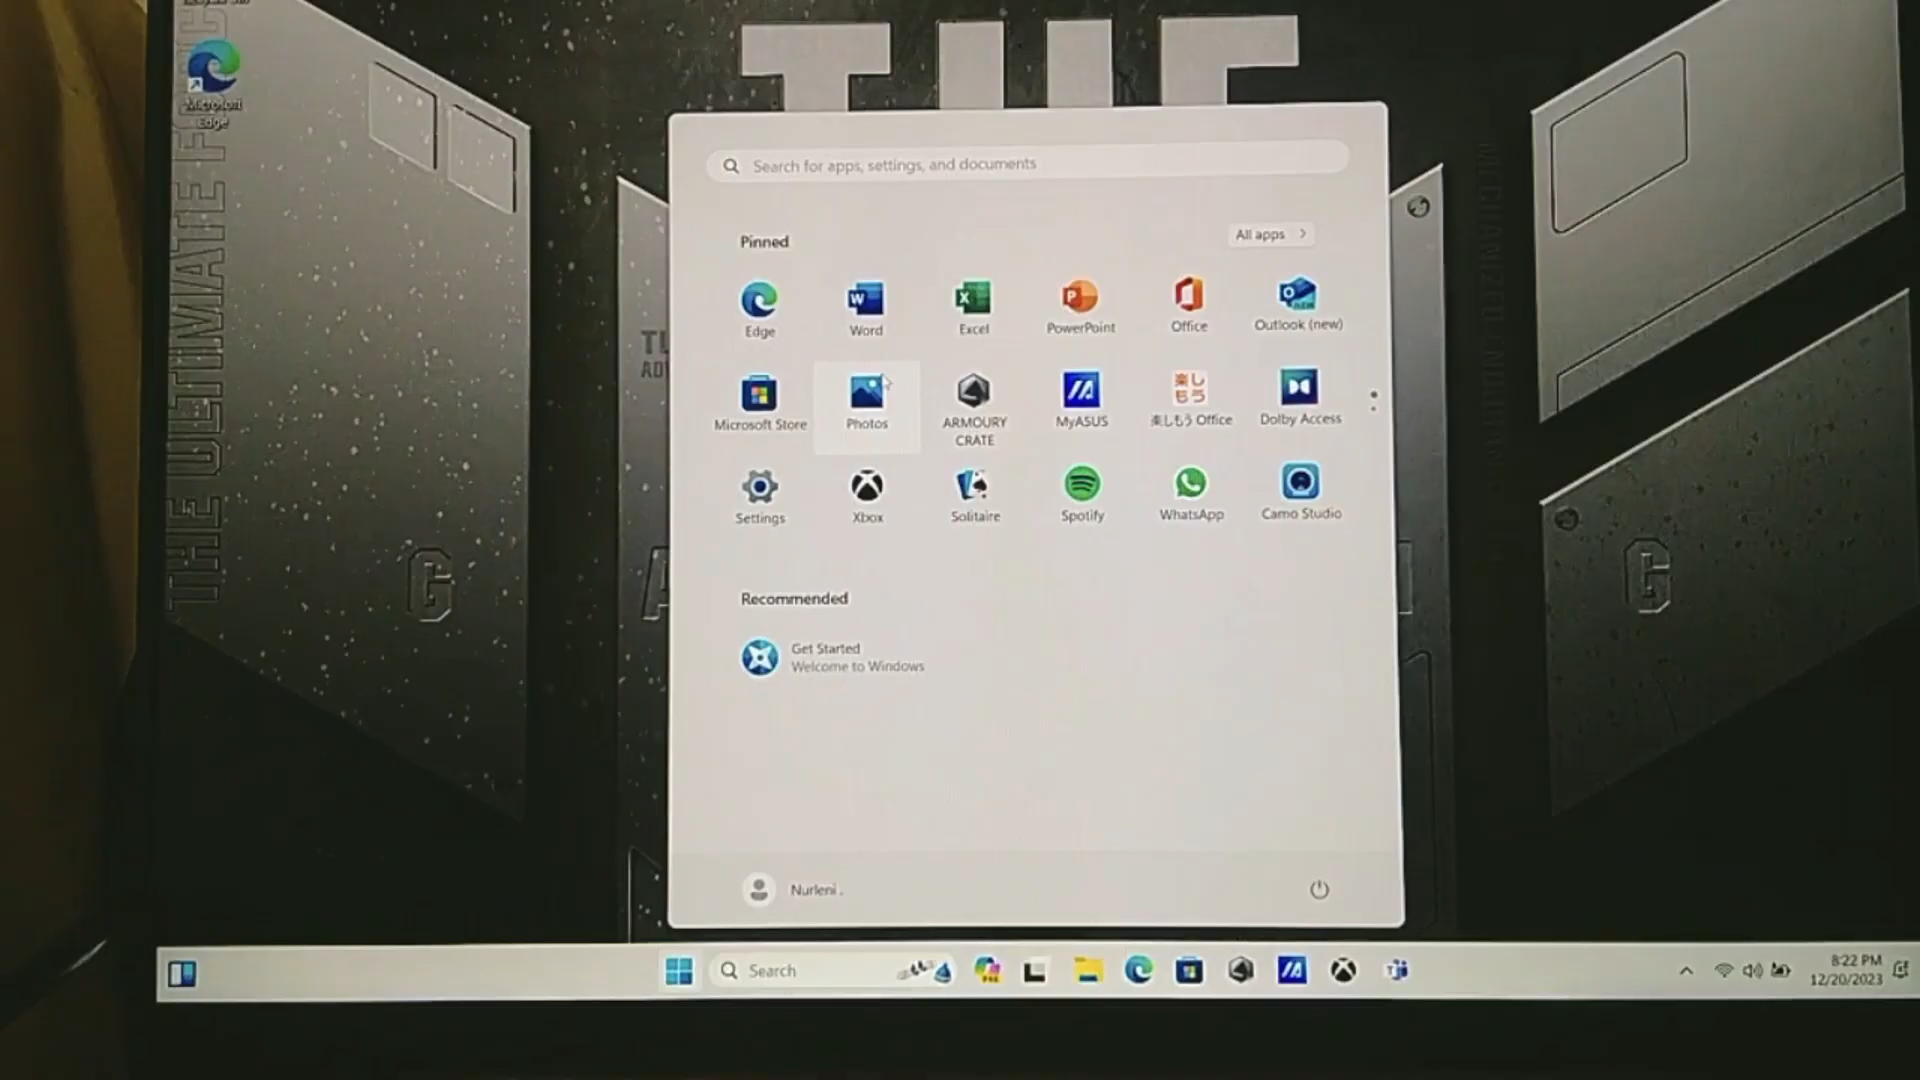 Microsoft
Edge
THE ULTIMATE FORCE
THE
Search for apps, settings, and documents
Pinned
All apps
Edge
Word
Excel
PowerPoint
Office
Outlook (new)
Microsoft Store
Photos
ARMOURY
CRATE
MyASUS
楽しもう Office
Dolby Access
Settings
Xbox
Solitaire
Spotify
WhatsApp
Camo Studio
Recommended
Get Started
Welcome to Windows
Nurleni .
Search
8:22 PM
12/20/2023